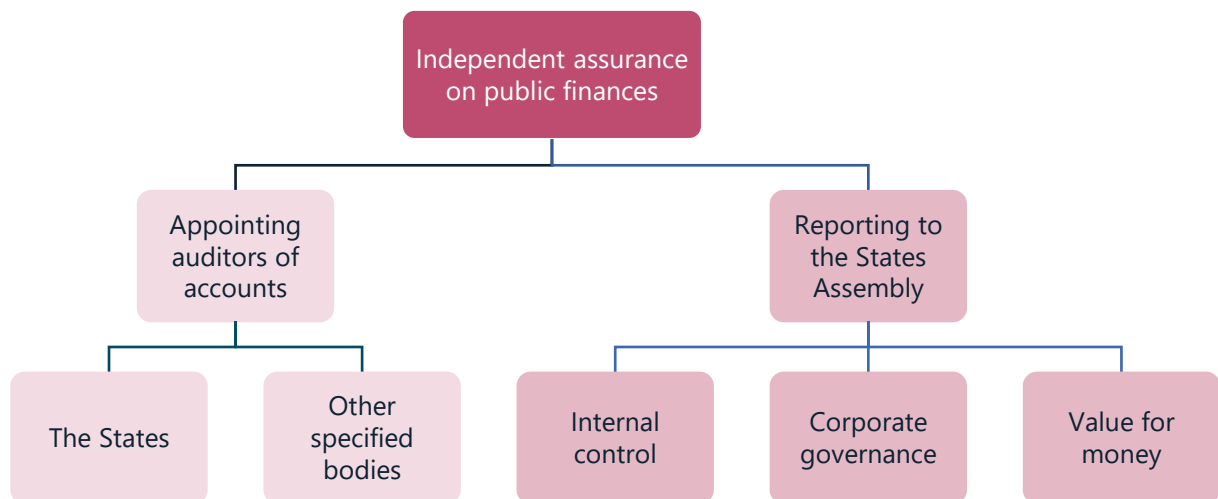 Independent assurance
on public finances
Appointing
auditors of
accounts
Reporting to
the States
Assembly
The States
Other
specified
bodies
Internal
control
Corporate
governance
Value for
money